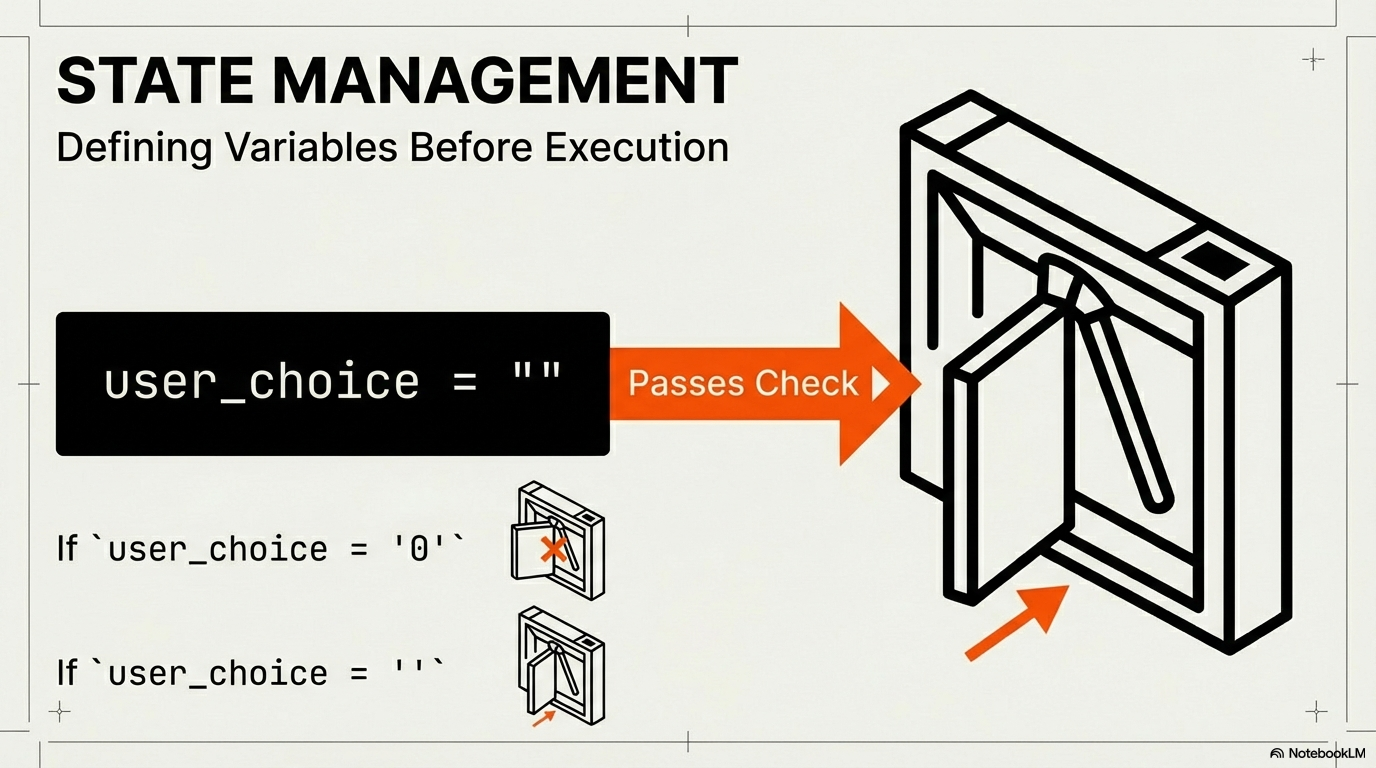 STATE MANAGEMENT
Defining Variables Before Execution
user_choice = ""
Passes Check
If `user_choice = '0'`
If `user_choice = ''`
NotebookLM